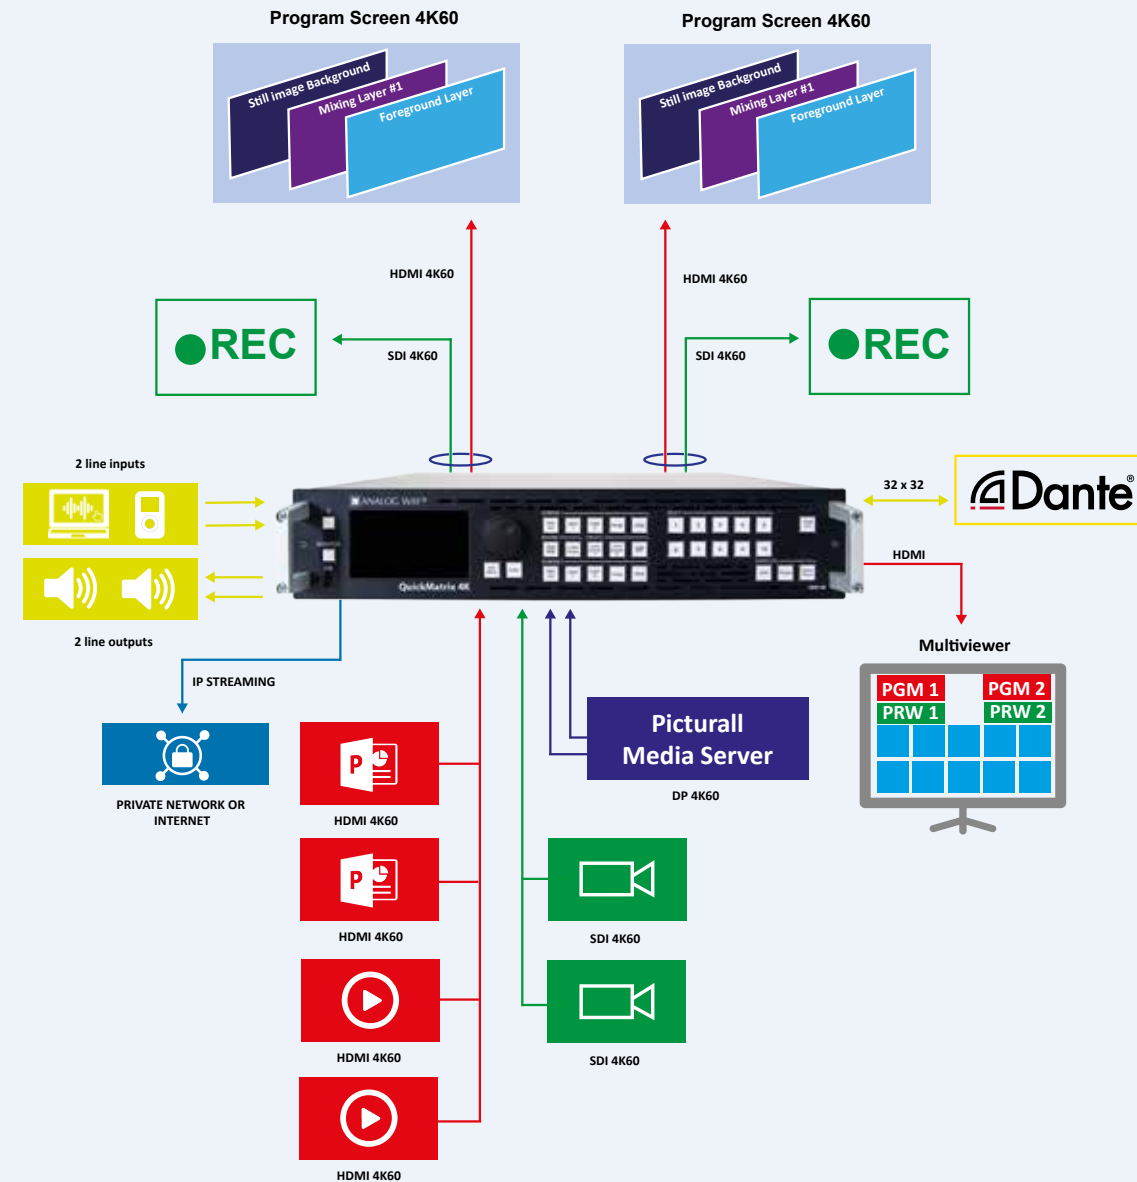 Program Screen 4K60
Program Screen 4K60
Still image Background
Mixing Layer #1
Foreground Layer
Still image Background
Mixing Layer #1
Foreground Layer
HDMI 4K60
HDMI 4K60
REC
SDI 4K60
SDI 4K60
REC
2 line inputs
32 x 32
Dante®
ANALOG WAY®
HDMI
QuickMatrix 4K
2 line outputs
Multiviewer
IP STREAMING
PGM 1
PGM 2
PRW 1
PRW 2
Picturall
Media Server
DP 4K60
P
PRIVATE NETWORK OR
INTERNET
HDMI 4K60
P
HDMI 4K60
SDI 4K60
HDMI 4K60
SDI 4K60
HDMI 4K60